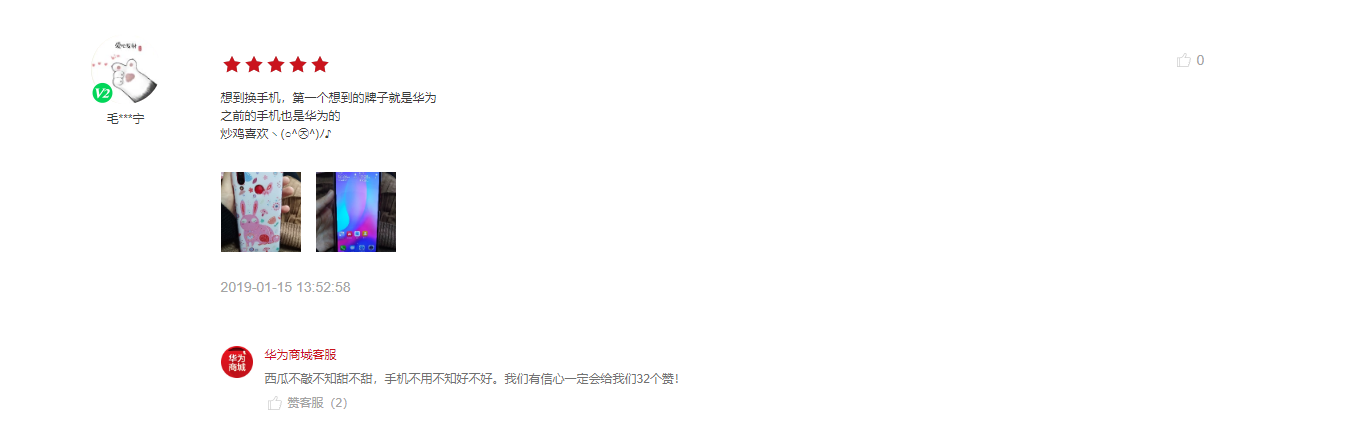 V2
毛***宁
0
想到换手机，第一个想到的牌子就是华为
之前的手机也是华为的
炒鸡喜欢丶(○^㉨^)ﾉ♪
2019-01-15 13:52:58
华为
商城
华为商城客服
西瓜不敲不知甜不甜，手机不用不知好不好。我们有信心一定会给我们32个赞！
赞客服（2）